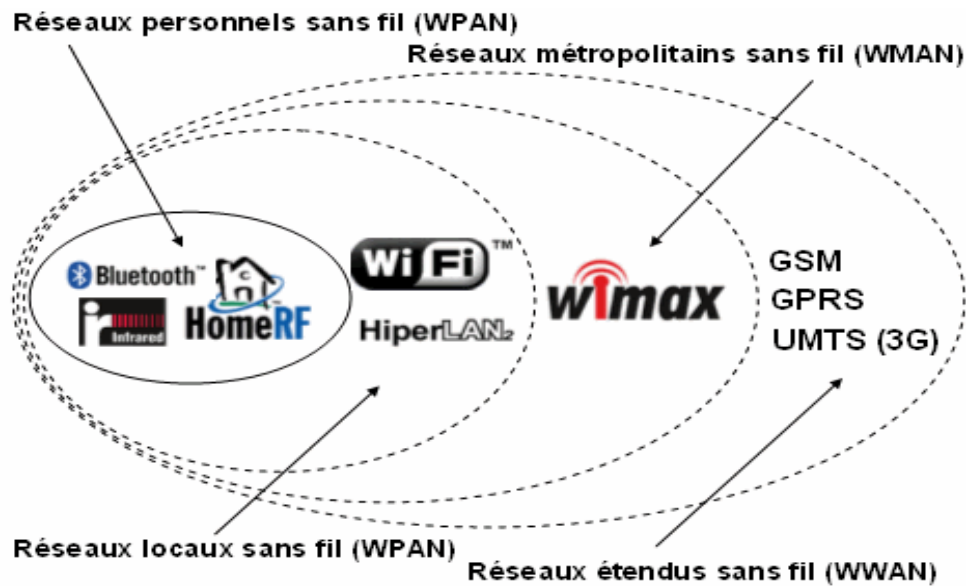 Réseaux personnels sans fil (WPAN)
Réseaux métropolitains sans fil (WMAN)
Bluetooth™
Infrared
HomeRF™
WiFi™
HiperLAN2
wimax
GSM
GPRS
UMTS (3G)
Réseaux locaux sans fil (WPAN)
Réseaux étendus sans fil (WWAN)